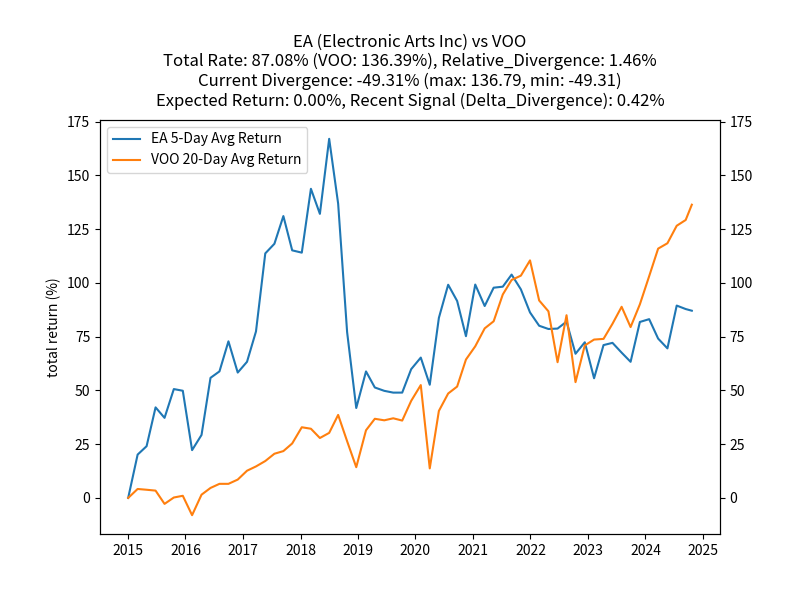 EA (Electronic Arts Inc) vs VOO
Total Rate: 87.08% (VOO: 136.39%), Relative_Divergence: 1.46%
Current Divergence: -49.31% (max: 136.79, min: -49.31)
Expected Return: 0.00%, Recent Signal (Delta_Divergence): 0.42%
EA 5-Day Avg Return
VOO 20-Day Avg Return
total return (%)
175 175
150 150
125 125
100 100
75 75
50 50
25 25
0 0
2015 2016 2017 2018 2019 2020 2021 2022 2023 2024 2025